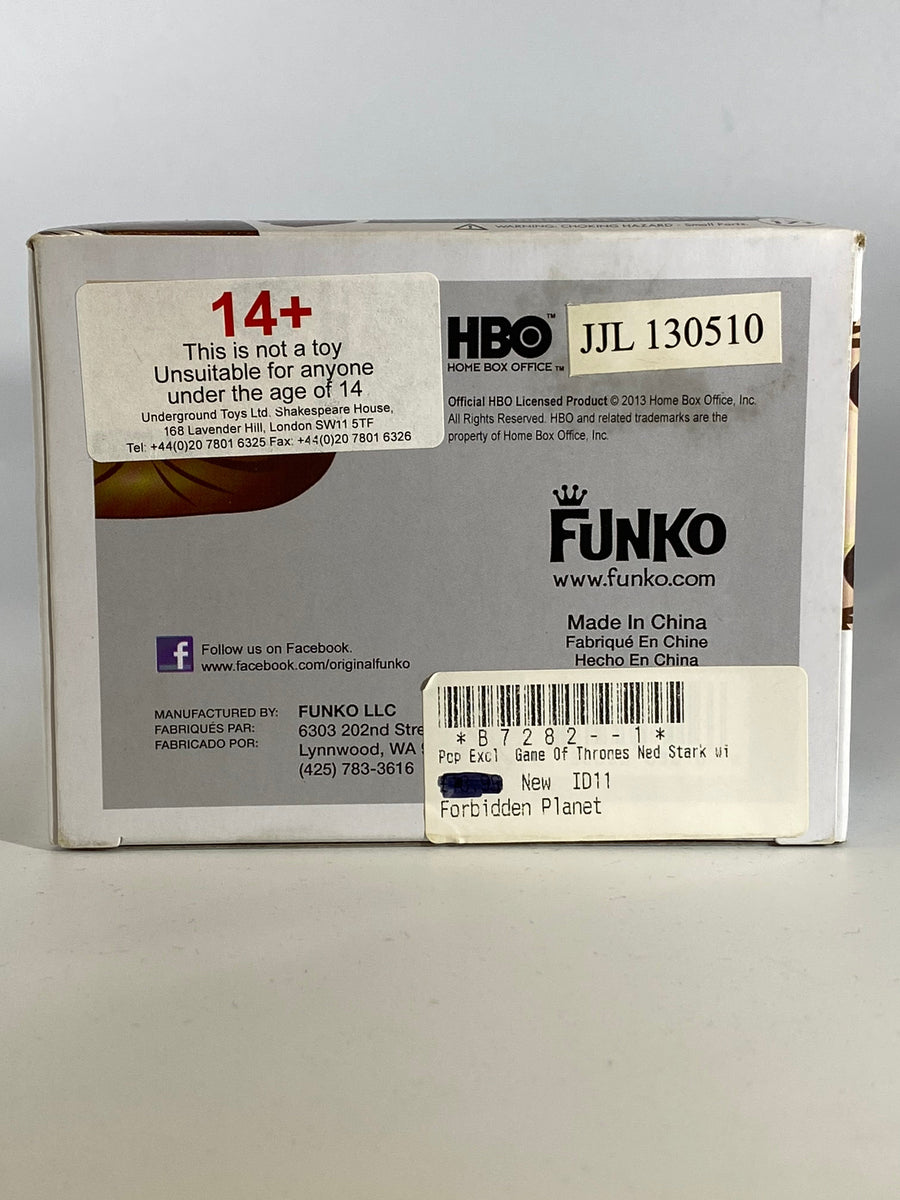 WARNING: CHOKING HAZARD - Small Parts.
14+
This is not a toy
Unsuitable for anyone
under the age of 14
Underground Toys Ltd. Shakespeare House,
168 Lavender Hill, London SW11 5TF
Tel: +44(0)20 7801 6325 Fax: +44(0)20 7801 6326
HBO™
HOME BOX OFFICE™
JJL 130510
Official HBO Licensed Product © 2013 Home Box Office, Inc.
All Rights Reserved. HBO and related trademarks are the
property of Home Box Office, Inc.
FUNKO
www.funko.com
Made In China
Fabriqué En Chine
Hecho En China
f Follow us on Facebook.
www.facebook.com/originalfunko
MANUFACTURED BY:
FABRIQUÉS PAR:
FABRICADO POR:
FUNKO LLC
6303 202nd Stre
Lynnwood, WA
(425) 783-3616
*B7282--1*
Pcp Excl Game Of Thrones Ned Stark wi
New ID11
Forbidden Planet